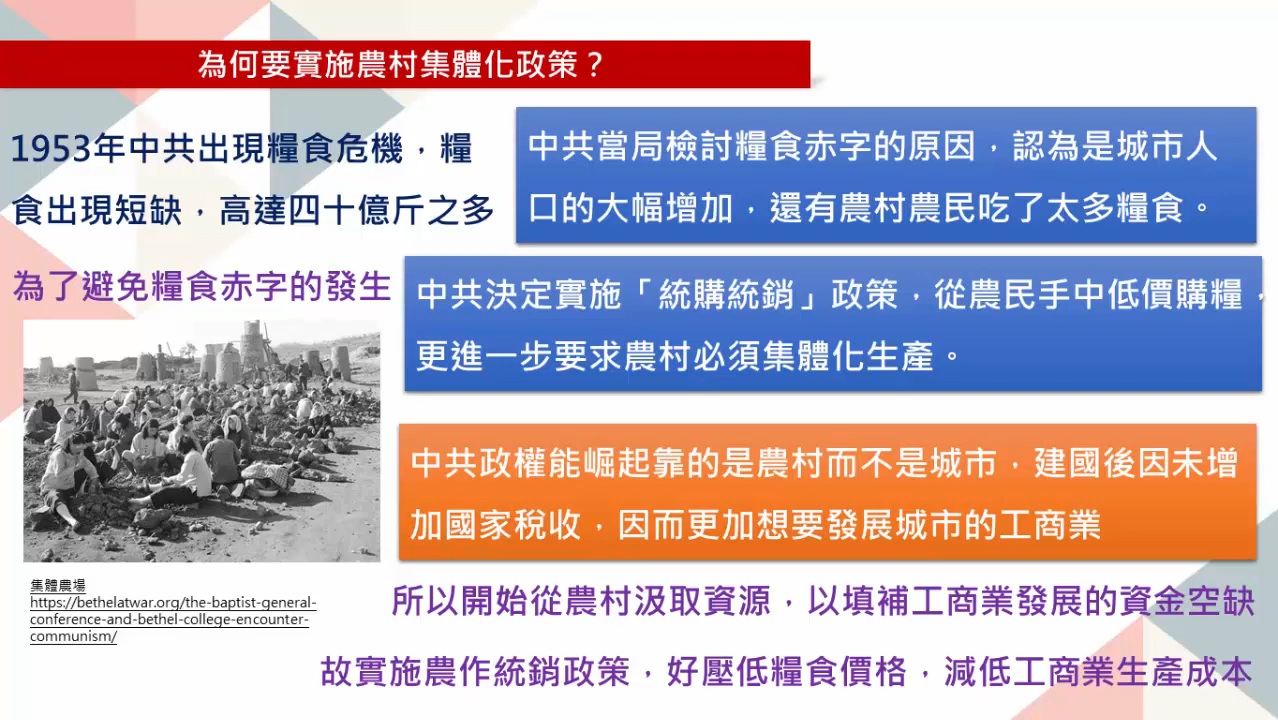 為何要實施農村集體化政策？
1953年中共出現糧食危機，糧
食出現短缺，高達四十億斤之多
中共當局檢討糧食赤字的原因，認為是城市人
口的大幅增加，還有農村農民吃了太多糧食。
為了避免糧食赤字的發生
中共決定實施「統購統銷」政策，從農民手中低價購糧，
更進一步要求農村必須集體化生產。
中共政權能崛起靠的是農村而不是城市，建國後因未增
加國家稅收，因而更加想要發展城市的工商業
集體農場
https://bethelatwar.org/the-baptist-general-
conference-and-bethel-college-encounter-
communism/
所以開始從農村汲取資源，以填補工商業發展的資金空缺
故實施農作統銷政策，好壓低糧食價格，減低工商業生產成本